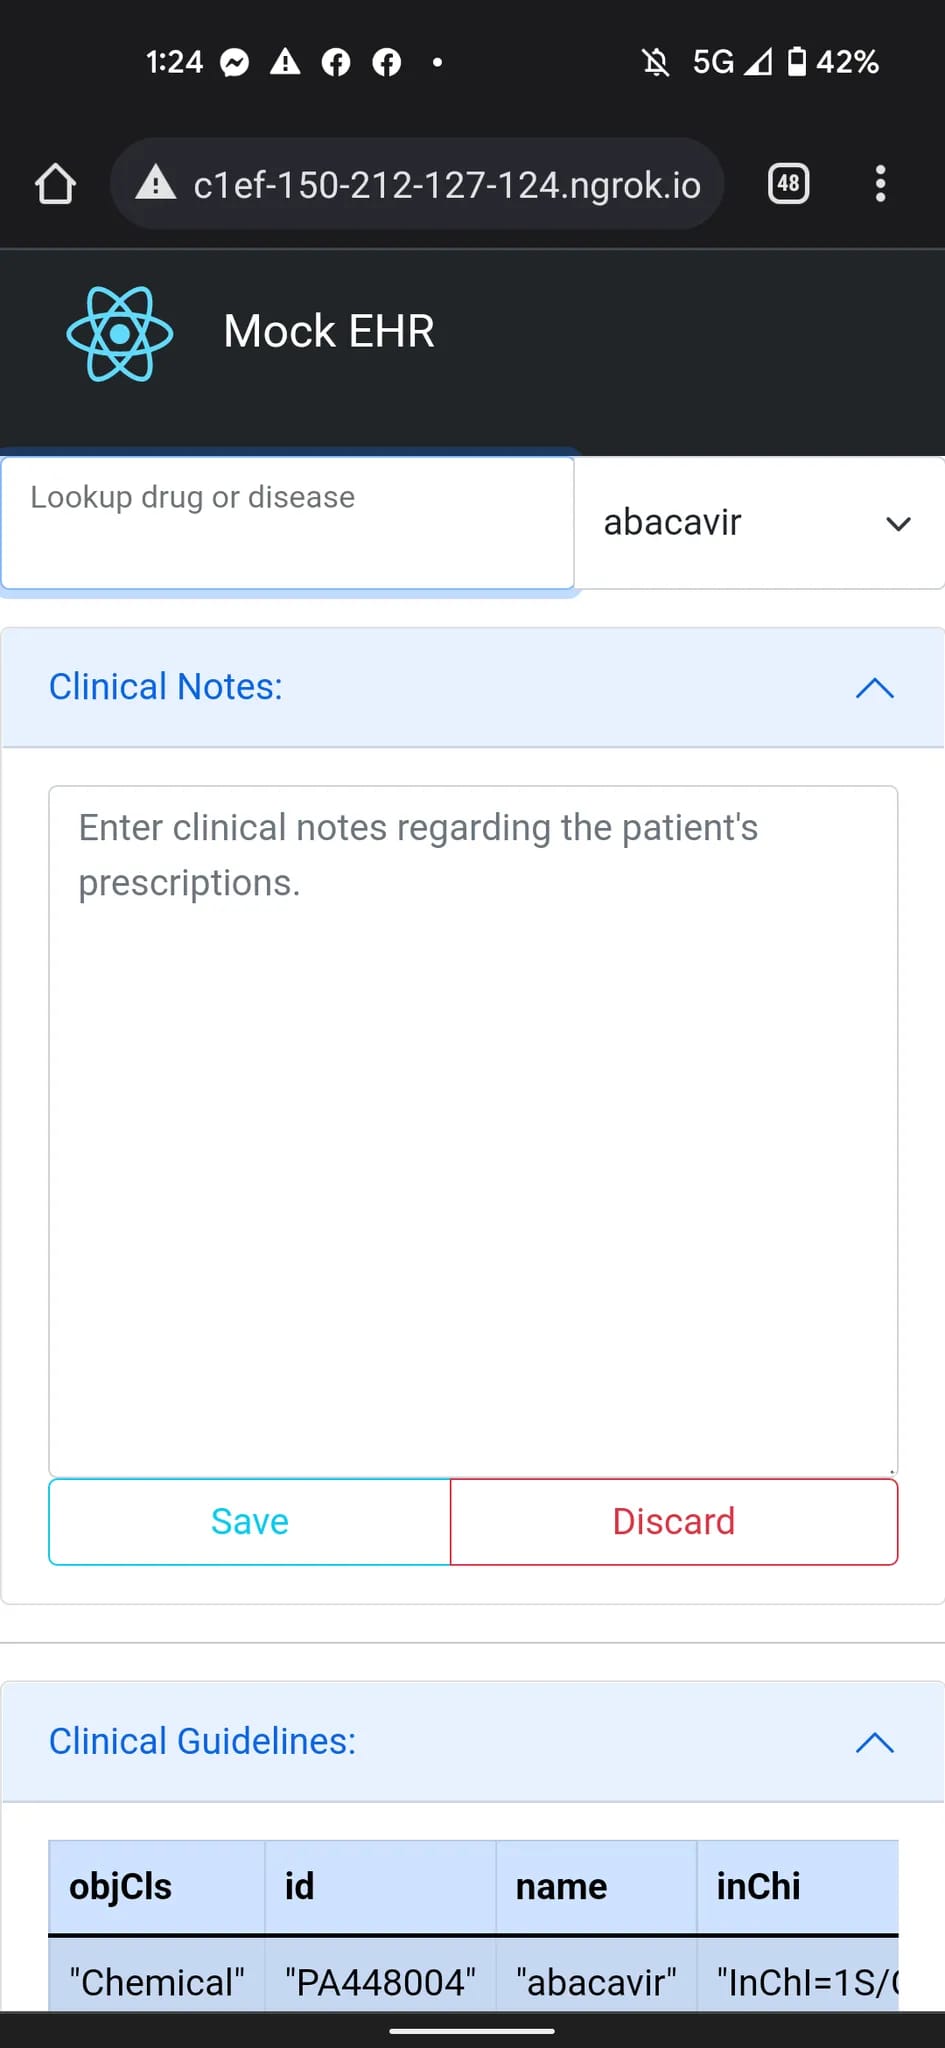 1:24 5G 42%
c1ef-150-212-127-124.ngrok.io 48
Mock EHR
Lookup drug or disease abacavir
Clinical Notes:
Enter clinical notes regarding the patient's
prescriptions.
Save Discard
Clinical Guidelines:
objCls id name inChi
"Chemical" "PA448004" "abacavir" "InChI=1S/